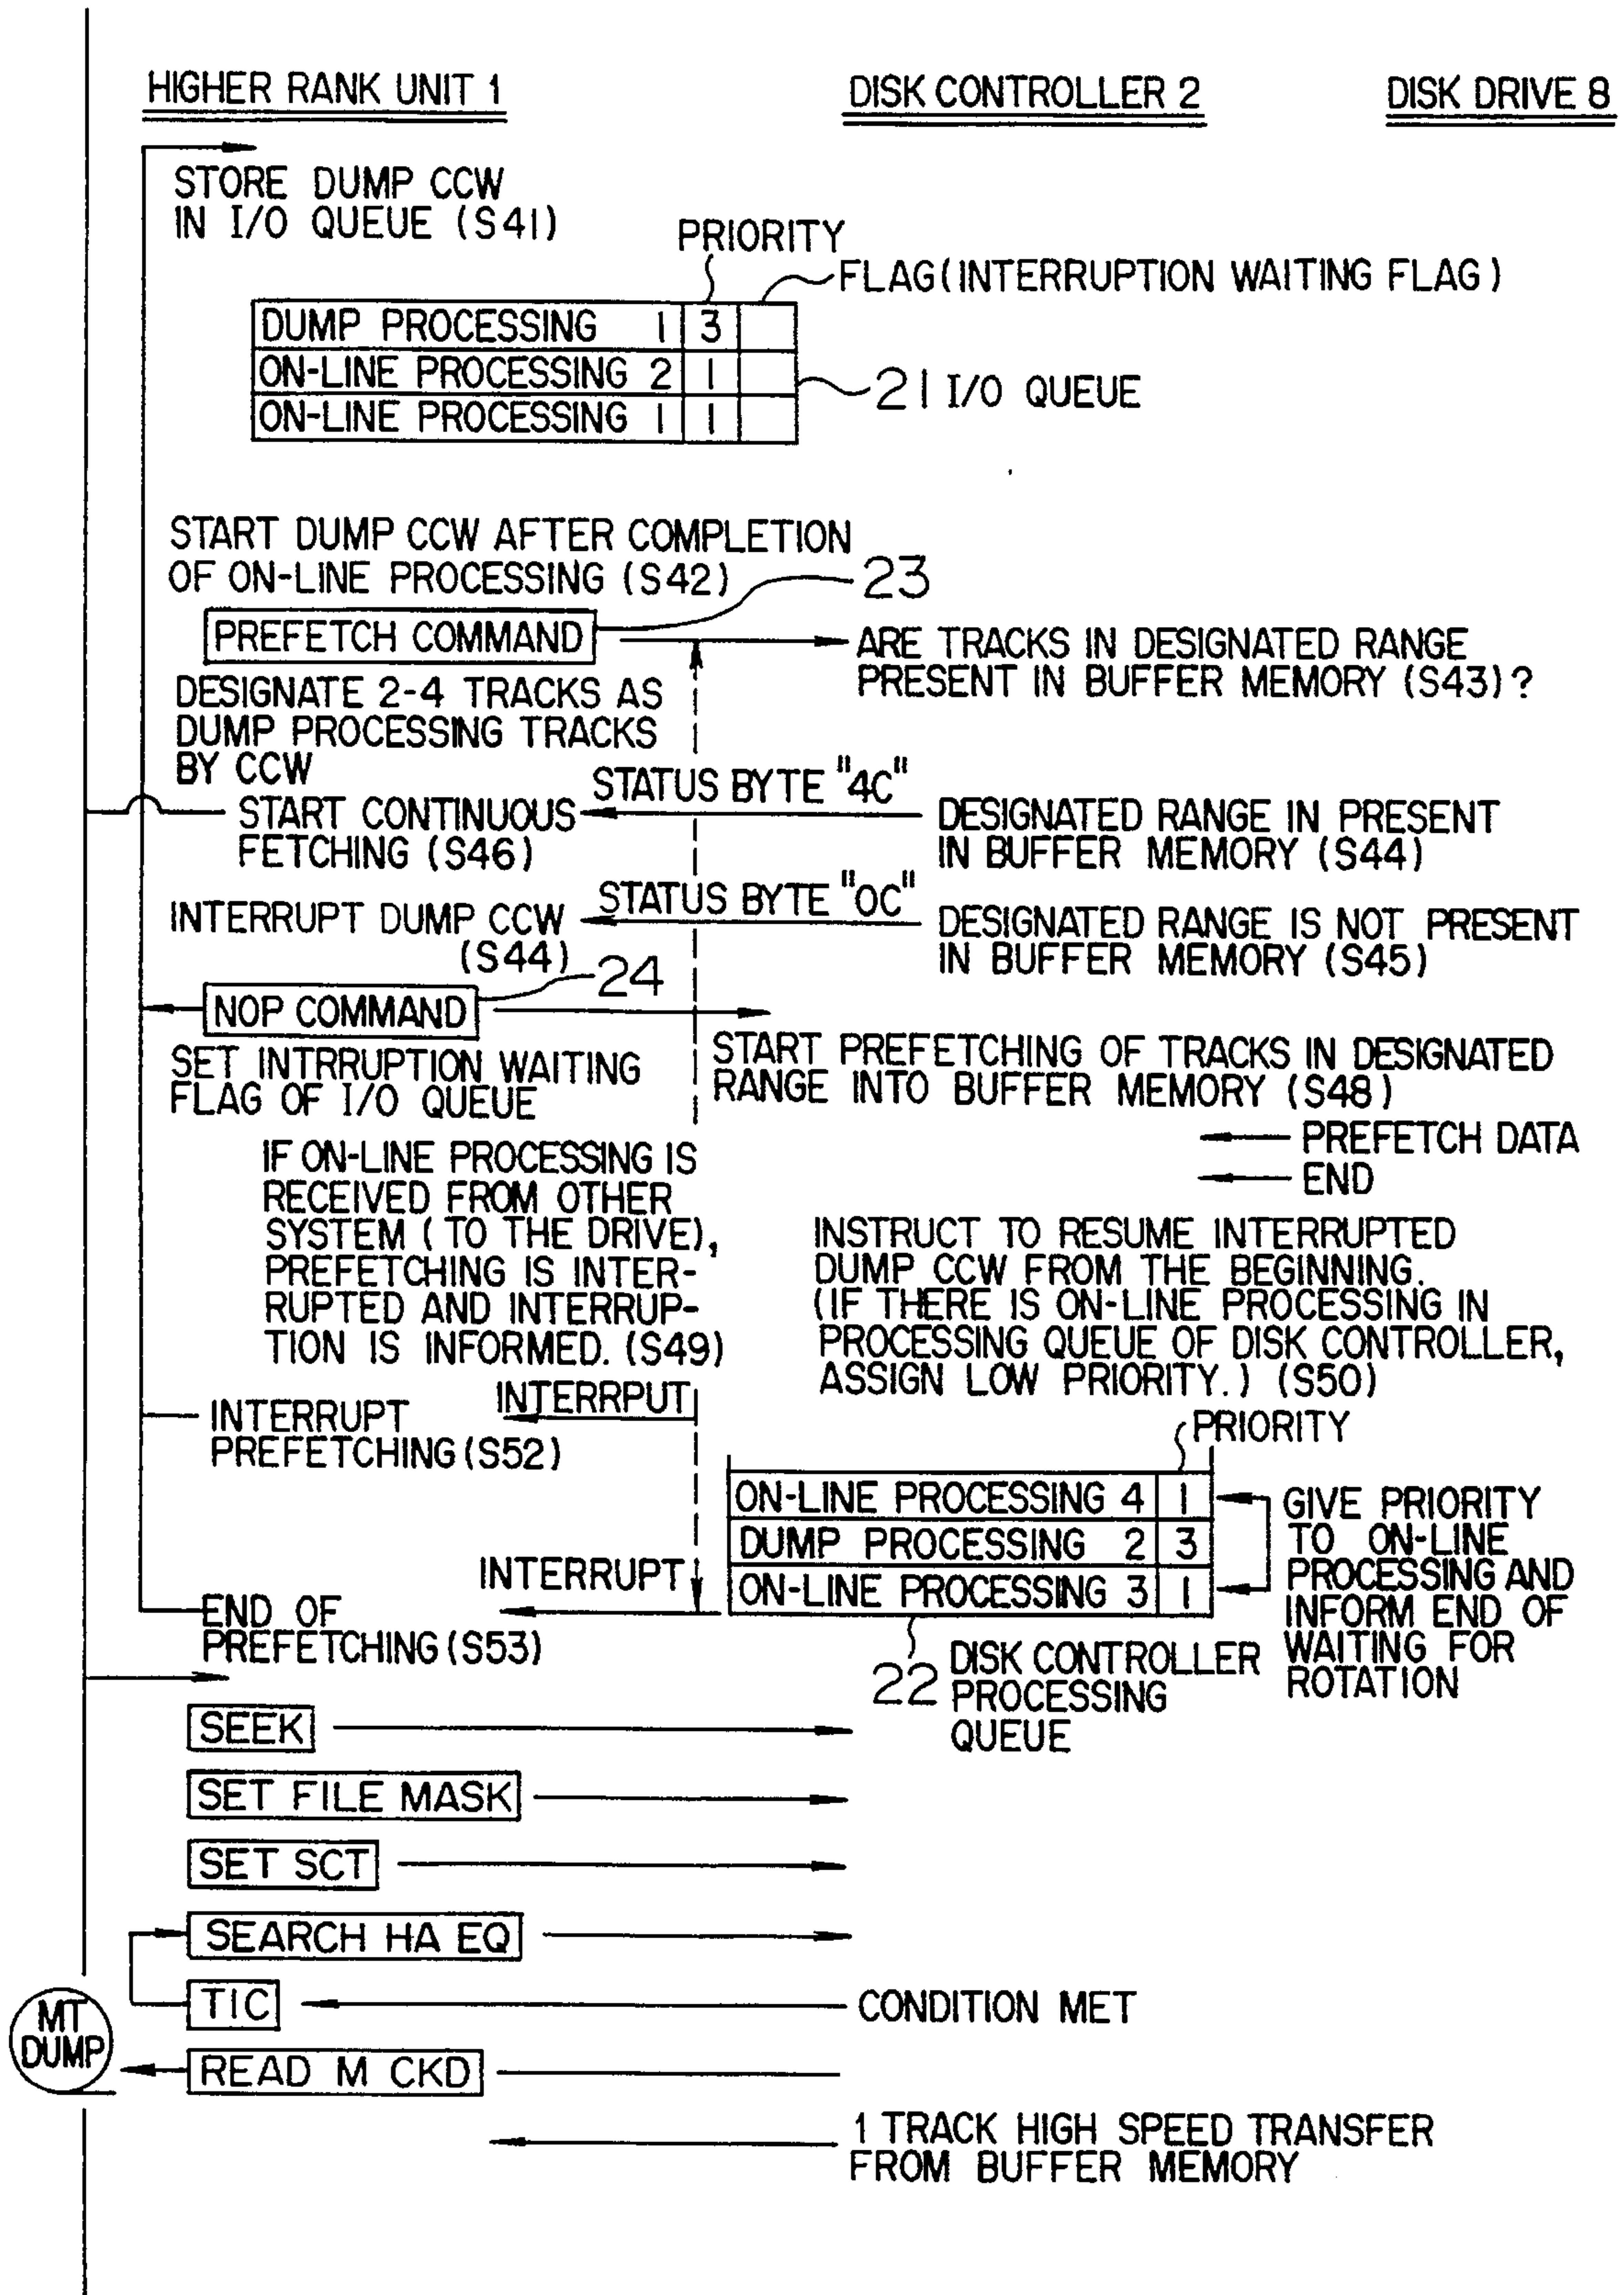 HIGHER RANK UNIT 1
DISK CONTROLLER 2
DISK DRIVE 8
STORE DUMP CCW
IN I/O QUEUE (S41)
PRIORITY
FLAG (INTERRUPTION WAITING FLAG)
DUMP PROCESSING 1 3
ON-LINE PROCESSING 2 1
ON-LINE PROCESSING 1 1
21 I/O QUEUE
START DUMP CCW AFTER COMPLETION
OF ON-LINE PROCESSING (S42)
23
PREFETCH COMMAND
ARE TRACKS IN DESIGNATED RANGE
PRESENT IN BUFFER MEMORY (S43)?
DESIGNATE 2-4 TRACKS AS
DUMP PROCESSING TRACKS
BY CCW
STATUS BYTE "4C"
START CONTINUOUS
FETCHING (S46)
DESIGNATED RANGE IN PRESENT
IN BUFFER MEMORY (S44)
STATUS BYTE "0C"
INTERRUPT DUMP CCW
(S44)
DESIGNATED RANGE IS NOT PRESENT
IN BUFFER MEMORY (S45)
24
NOP COMMAND
SET INTRRUPTION WAITING
FLAG OF I/O QUEUE
START PREFETCHING OF TRACKS IN DESIGNATED
RANGE INTO BUFFER MEMORY (S48)
PREFETCH DATA
END
IF ON-LINE PROCESSING IS
RECEIVED FROM OTHER
SYSTEM ( TO THE DRIVE),
PREFETCHING IS INTER-
RUPTED AND INTERRUP-
TION IS INFORMED. (S49)
INSTRUCT TO RESUME INTERRUPTED
DUMP CCW FROM THE BEGINNING.
(IF THERE IS ON-LINE PROCESSING IN
PROCESSING QUEUE OF DISK CONTROLLER,
ASSIGN LOW PRIORITY.) (S50)
INTERRPUT
INTERRUPT
PREFETCHING (S52)
PRIORITY
ON-LINE PROCESSING 4 1
DUMP PROCESSING 2 3
ON-LINE PROCESSING 3 1
GIVE PRIORITY
TO ON-LINE
PROCESSING AND
INFORM END OF
WAITING FOR
ROTATION
INTERRUPT
END OF
PREFETCHING (S53)
22 DISK CONTROLLER
PROCESSING
QUEUE
SEEK
SET FILE MASK
SET SCT
SEARCH HA EQ
TIC
CONDITION MET
MT
DUMP
READ M CKD
1 TRACK HIGH SPEED TRANSFER
FROM BUFFER MEMORY